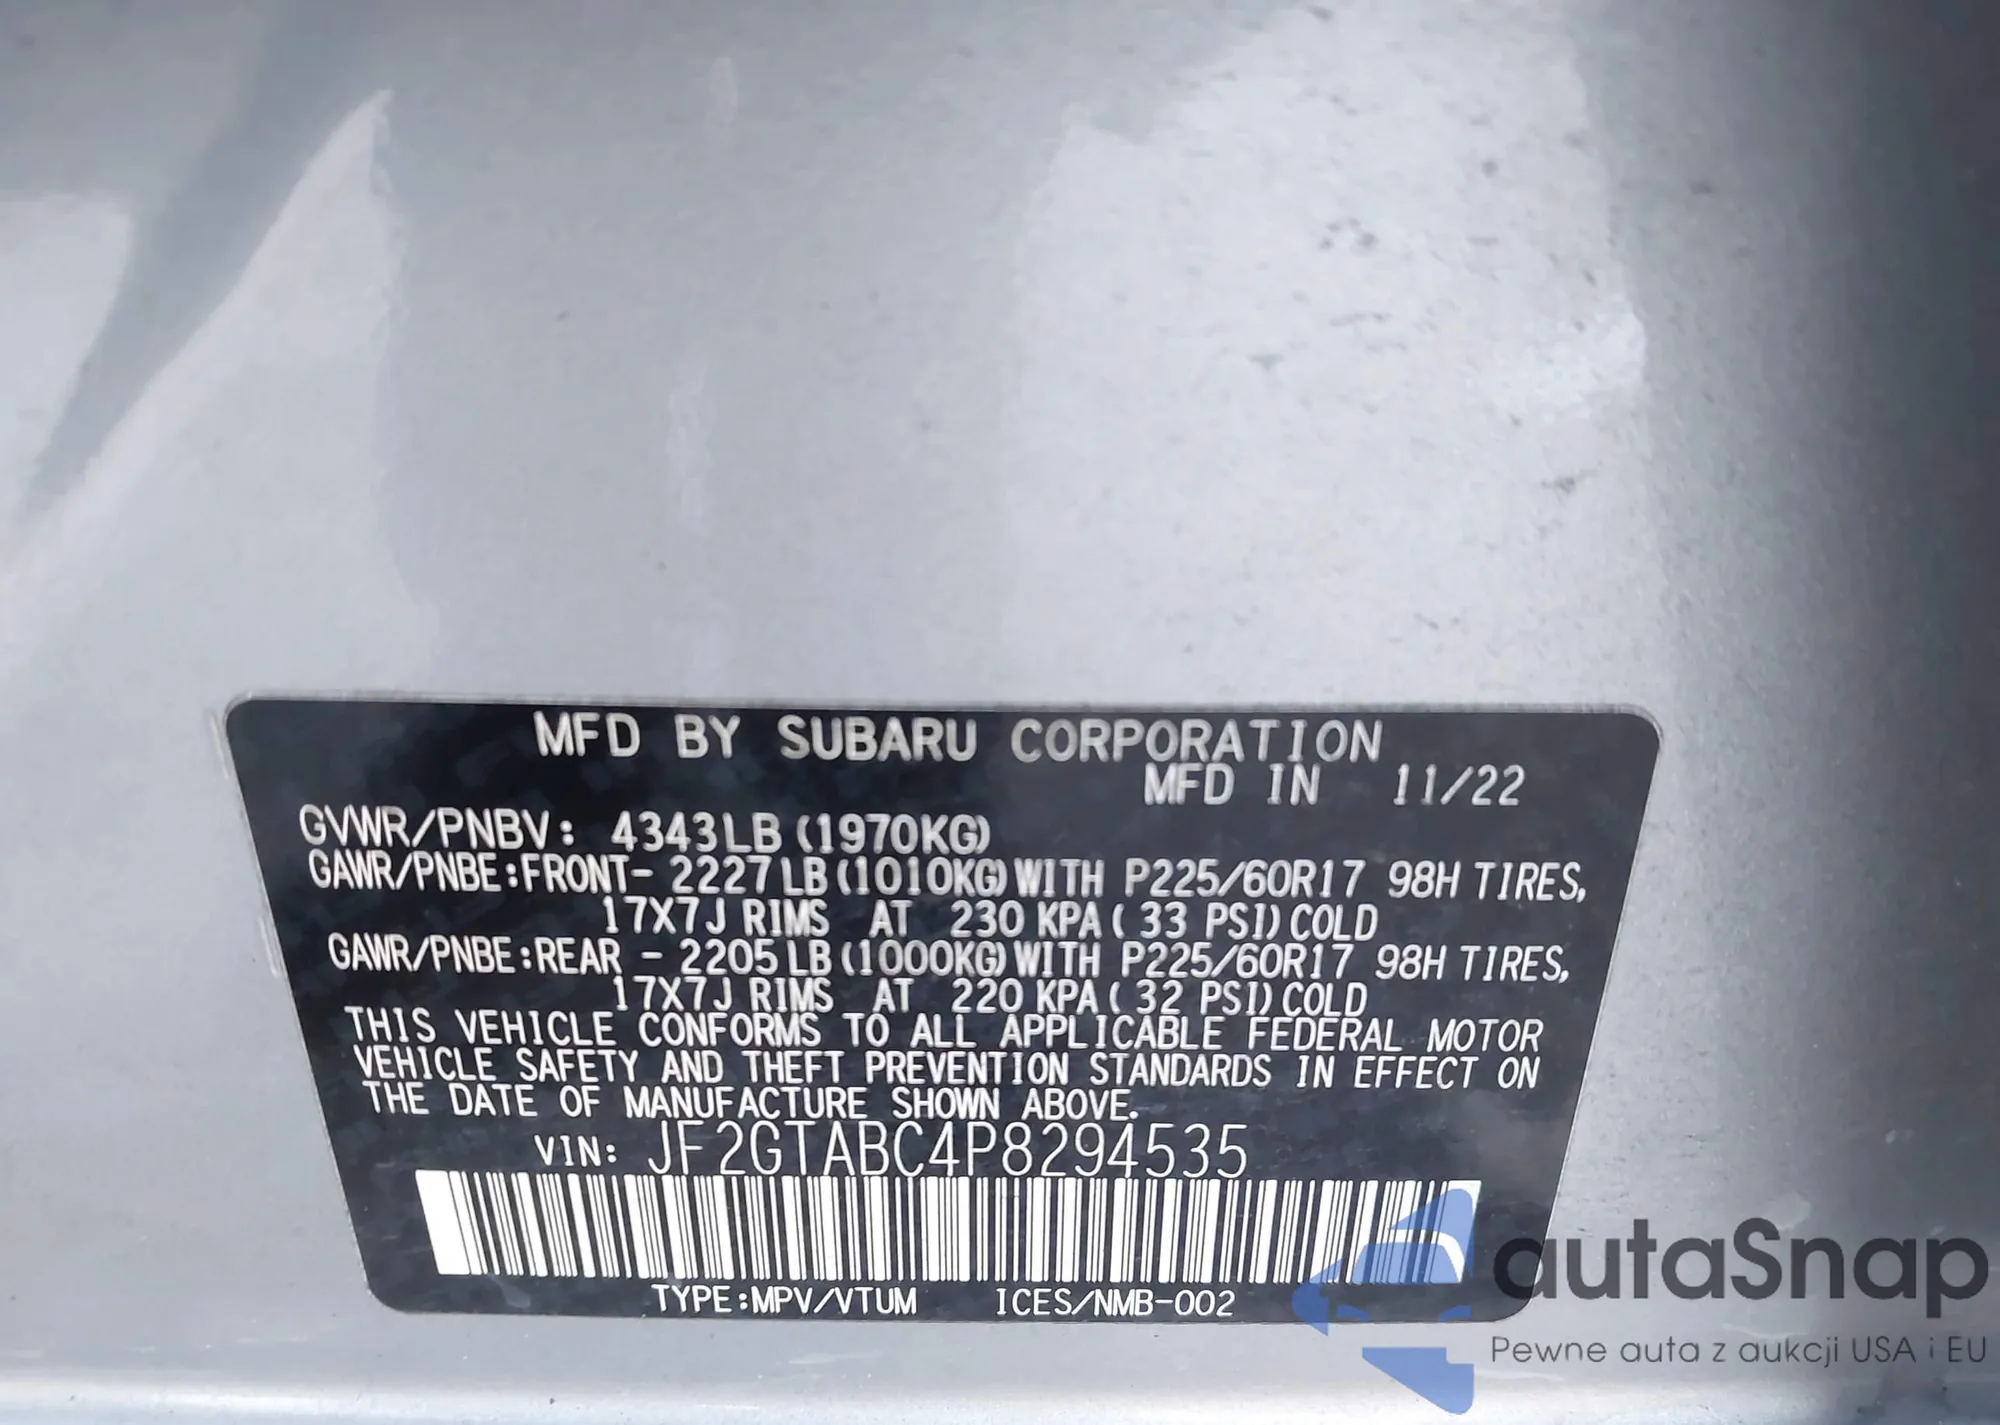 MFD BY SUBARU CORPORATION
MFD IN 11/22
GVWR/PNBV: 4343LB(1970KG)
GAWR/PNBE:FRONT- 2227LB(1010KG)WITH P225/60R17 98H TIRES,
17X7J RIMS AT 230 KPA( 33 PSI)COLD
GAWR/PNBE:REAR - 2205LB(1000KG)WITH P225/60R17 98H TIRES,
17X7J RIMS AT 220 KPA( 32 PSI)COLD
THIS VEHICLE CONFORMS TO ALL APPLICABLE FEDERAL MOTOR
VEHICLE SAFETY AND THEFT PREVENTION STANDARDS IN EFFECT ON
THE DATE OF MANUFACTURE SHOWN ABOVE.
VIN: JF2GTABC4P8294535
TYPE:MPV/VTUM ICES/NMB-002
autaSnap
Pewne auta z aukcji USA i EU